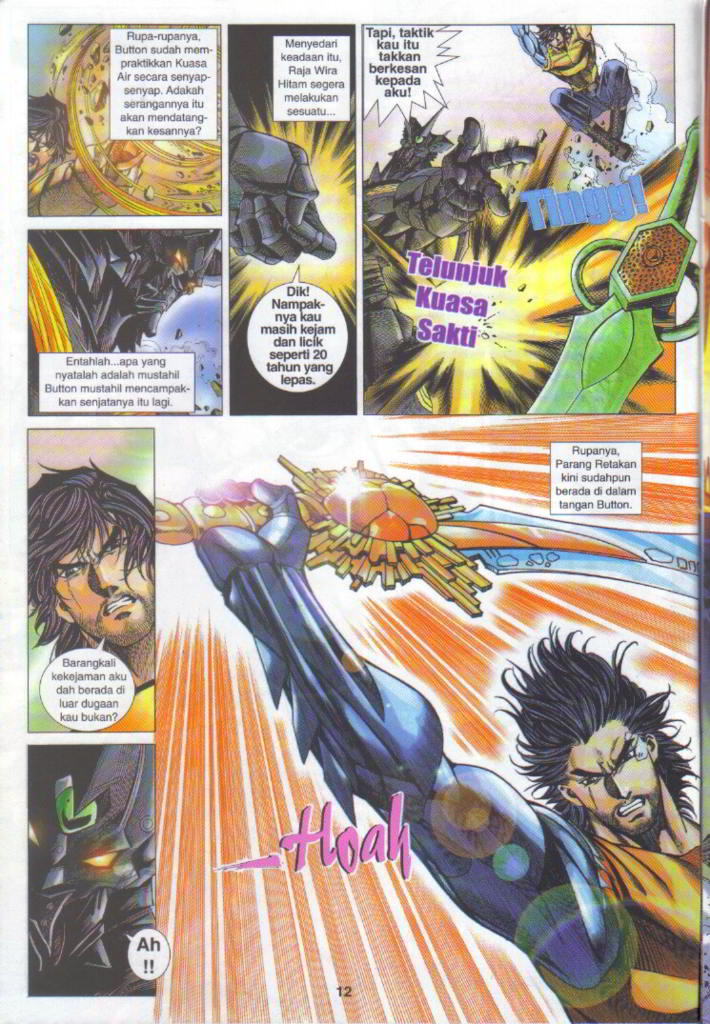 Rupa-rupanya,
Button sudah mem-
praktikkan Kuasa
Air secara senyap-
senyap. Adakah
serangannya itu
akan mendatang-
kan kesannya?
Entahlah...apa yang
nyatalah adalah mustahil
Button mustahil mencampak-
kan senjatanya itu lagi.
Menyedari
keadaan itu,
Raja Wira
Hitam segera
melakukan
sesuatu...
Dik!
Nampak-
nya kau
masih kejam
dan licik
seperti 20
tahun yang
lepas.
Tapi, taktik
kau itu
takkan
berkesan
kepada
aku!
Tingg!
Telunjuk
Kuasa
Sakti
Barangkali
kekejaman aku
dah berada di
luar dugaan
kau bukan?
Rupanya,
Parang Retakan
kini sudahpun
berada di dalam
tangan Button.
Hoah
Ah
!!
12